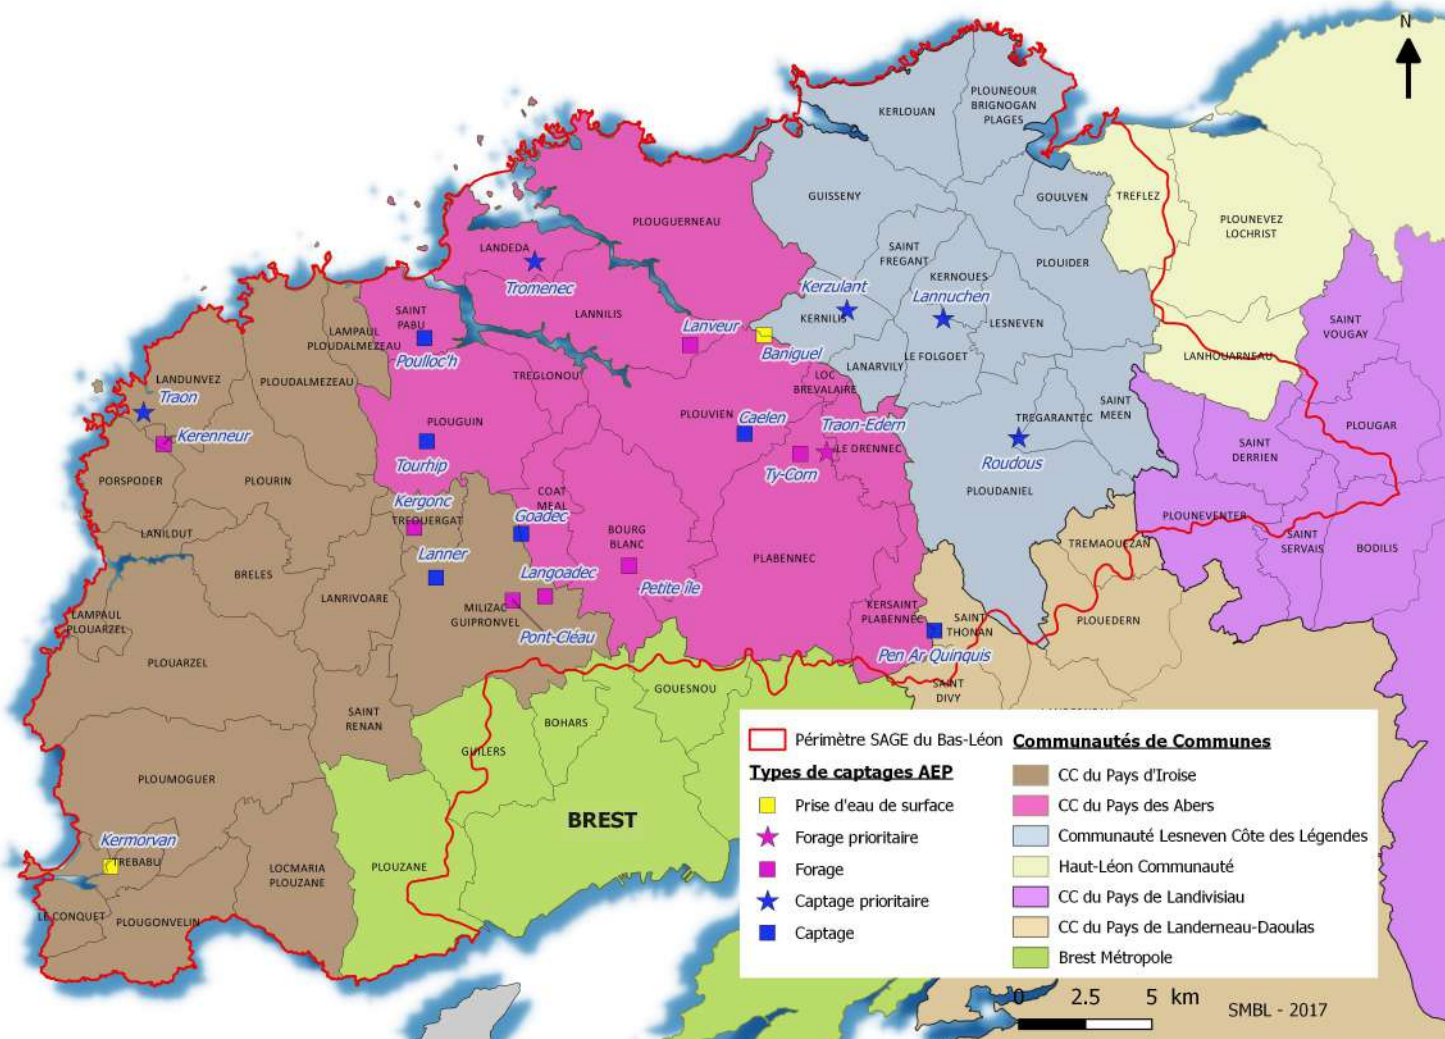 N
KERLOUAN
PLOUNEOUR
BRIGNOGAN
PLAGES
GUISSENY
GOULVEN
TREFLEZ
PLOUNEVEZ
LOCHRIST
PLOUGUERNEAU
LANDEDA
Tromenec
SAINT
FREGANT
KERNOUES
PLOUIDER
Kerzulant
Lannuchen
KERNILIS
LESNEVEN
SAINT
PABU
Poulloc'h
LANNILIS
Lanveur
Baniguel
LAMPAUL
PLOUDALMEZEAU
SAINT
VOUGAY
LANHOUARNEAU
LE FOLGOET
LANARVILY
LANDUNVEZ
PLOUDALMEZEAU
TREGLONOU
LOC
BREVALAIRE
Traon
Kerenneur
PLOUGUIN
Tourhip
PLOUVIEN
Caelen
Traon-Edern
LE DRENNEC
Ty-Corn
TREGARANTEC
SAINT
MEEN
Roudous
PLOUDANIEL
SAINT
DERRIEN
PLOUGAR
PORSPODER
PLOURIN
Kergonc
TREOUERGAT
COAT
MEAL
Goadec
LANILDUT
BOURG
BLANC
PLABENNEC
PLOUNEVENTER
SAINT
SERVAIS
BODILIS
TREMAOUEZAN
BRELES
Lanner
Langoadec
Petite île
LANRIVOARE
MILIZAC
GUIPRONVEL
Pont-Cléau
KERSAINT
PLABENNEC
SAINT
THONAN
PLOUEDERN
LAMPAUL
PLOUARZEL
PLOUARZEL
Pen Ar Quinquis
SAINT
DIVY
GOUESNOU
SAINT
RENAN
BOHARS
GUILERS
PLOUMOGUER
BREST
Kermorvan
TREBABU
LOCMARIA
PLOUZANE
PLOUZANE
LE CONQUET
PLOUGONVELIN
Périmètre SAGE du Bas-Léon
Types de captages AEP
Prise d'eau de surface
Forage prioritaire
Forage
Captage prioritaire
Captage
Communautés de Communes
CC du Pays d'Iroise
CC du Pays des Abers
Communauté Lesneven Côte des Légendes
Haut-Léon Communauté
CC du Pays de Landivisiau
CC du Pays de Landerneau-Daoulas
Brest Métropole
0 2.5 5 km
SMBL - 2017